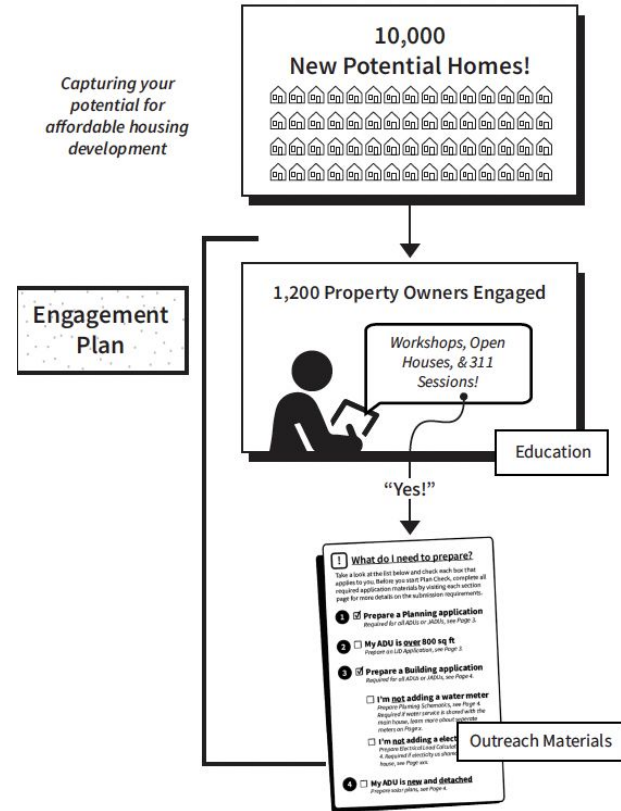 10,000
New Potential Homes!
Capturing your
potential for
affordable housing
development
1,200 Property Owners Engaged
Engagement
Plan
Workshops, Open
Houses, & 311
Sessions!
Education
“Yes!”
! What do I need to prepare?
Take a look at the list below and check each box that
applies to you. Before you start Plan Check, complete all
required application materials by visiting each section
page for more details on the submission requirements.
1 Prepare a Planning application
Required for all ADUs or JADUs, see Page 3.
2 My ADU is over 800 sq ft
Prepare an LID Application, see Page 3.
3 Prepare a Building application
Required for all ADUs or JADUs, see Page 4.
I'm not adding a water meter
Prepare Pluming Schematics, see Page 4.
Required if water service is shared with the
main house, learn more about separate
meters on Page
I'm not adding a elect
Prepare Electrical Load
4. Required if electricity us
house, see Page
Outreach Materials
4 My ADU is new and detached
Prepare solar plans, see Page 4.